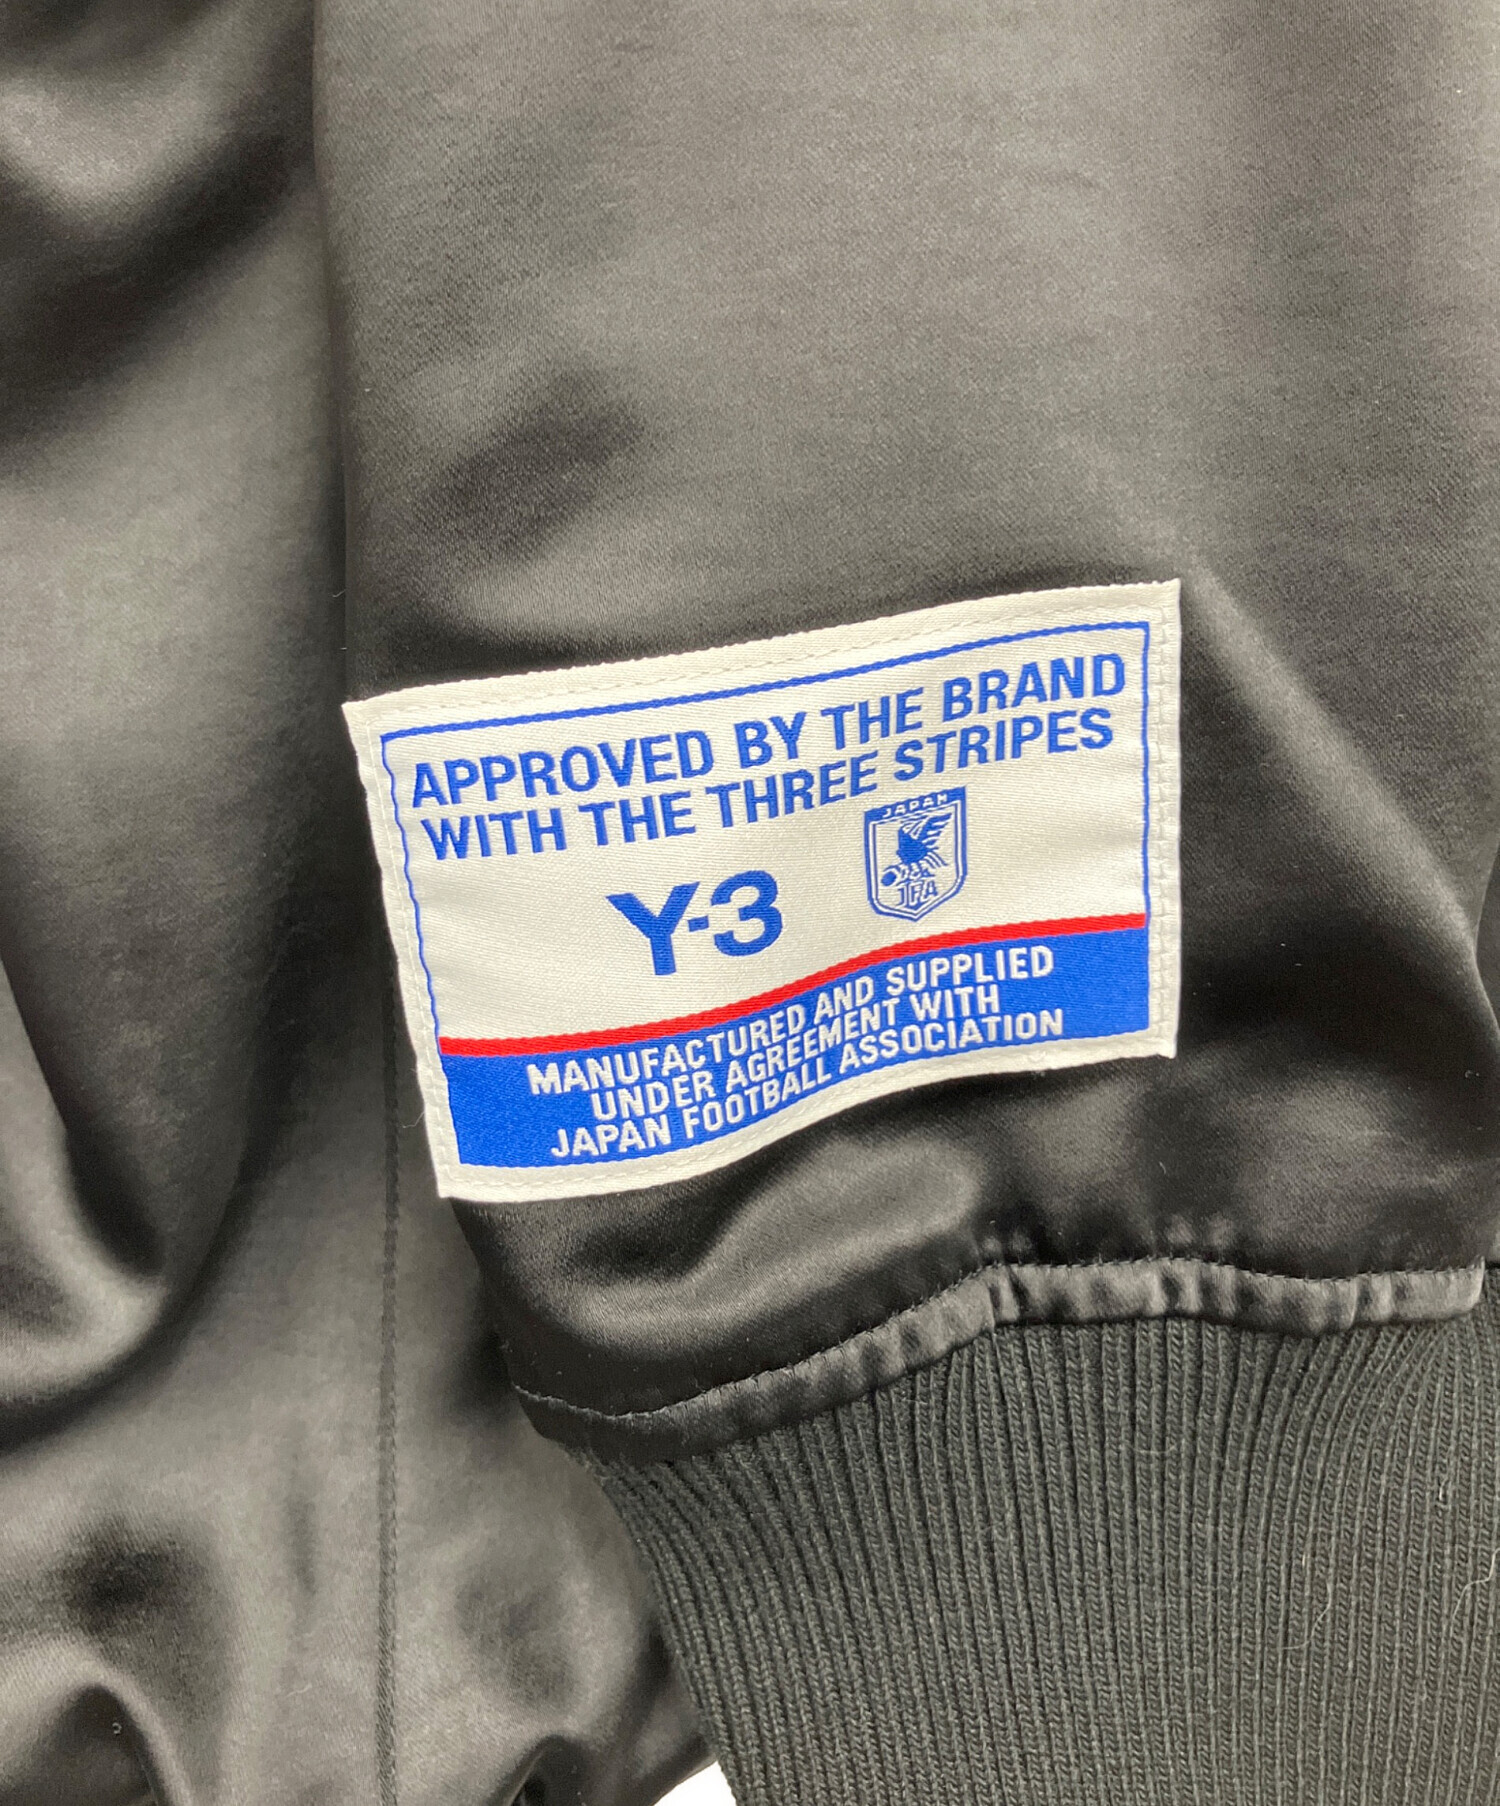 APPROVED BY THE BRAND
WITH THE THREE STRIPES
JAPAN
JFA
Y-3
MANUFACTURED AND SUPPLIED
UNDER AGREEMENT WITH
JAPAN FOOTBALL ASSOCIATION